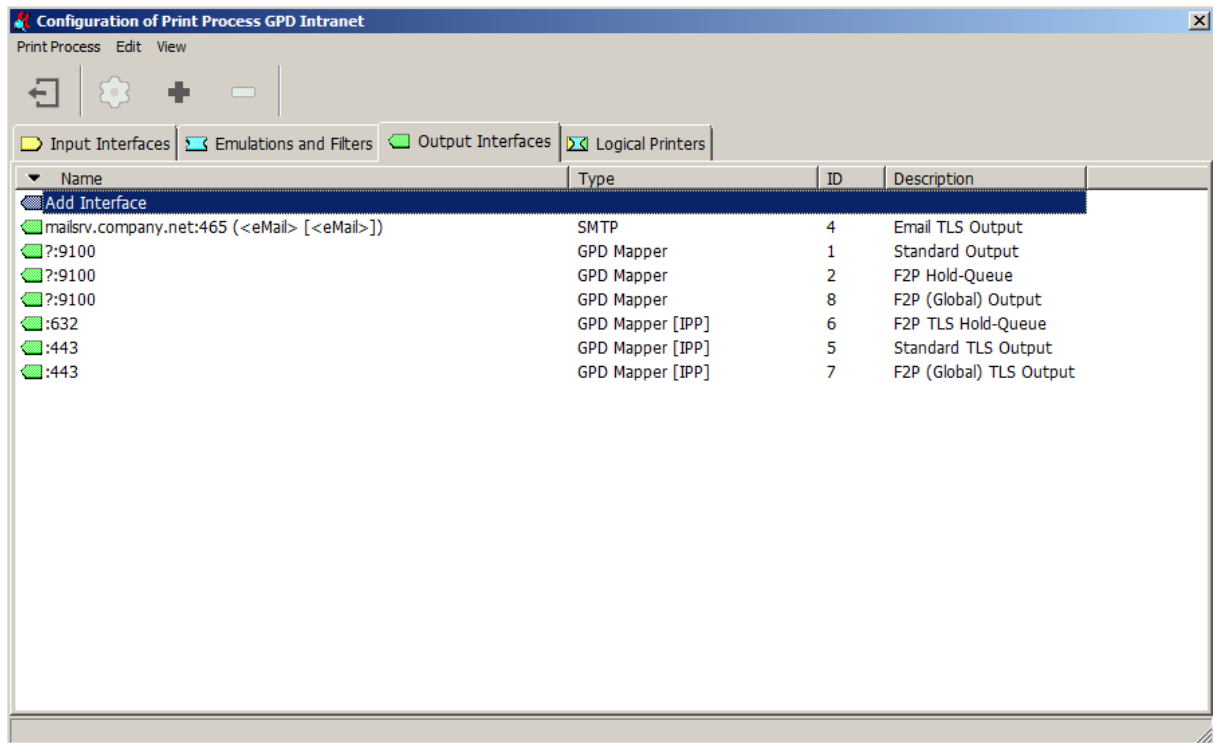 Configuration of Print Process GPD Intranet
Print Process Edit View
Input Interfaces Emulations and Filters Output Interfaces Logical Printers
Name Type ID Description
Add Interface
mailsrv.company.net:465 (<eMail> [<eMail>]) SMTP 4 Email TLS Output
?:9100 GPD Mapper 1 Standard Output
?:9100 GPD Mapper 2 F2P Hold-Queue
?:9100 GPD Mapper 8 F2P (Global) Output
:632 GPD Mapper [IPP] 6 F2P TLS Hold-Queue
:443 GPD Mapper [IPP] 5 Standard TLS Output
:443 GPD Mapper [IPP] 7 F2P (Global) TLS Output